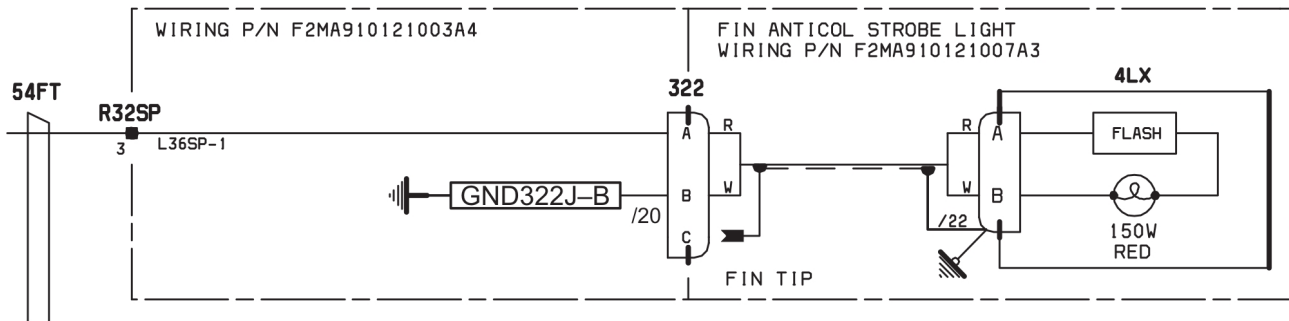 WIRING P/N F2MA910121003A4
FIN ANTICOL STROBE LIGHT
WIRING P/N F2MA910121007A3
54FT
R32SP
3
L36SP-1
322
A
R
B
W
C
GND322J–B
/20
FIN TIP
4LX
R
A
W
B
/22
FLASH
150W
RED